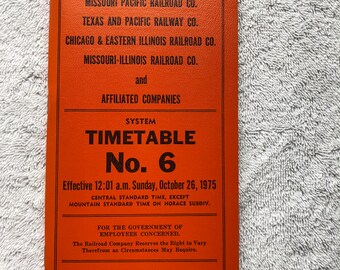 MISSOURI PACIFIC RAILROAD CO.
TEXAS AND PACIFIC RAILWAY CO.
CHICAGO & EASTERN ILLINOIS RAILROAD CO.
MISSOURI-ILLINOIS RAILROAD CO.
and
AFFILIATED COMPANIES
SYSTEM
TIMETABLE
No. 6
Effective 12:01 a.m. Sunday, October 26, 1975
CENTRAL STANDARD TIME, EXCEPT
MOUNTAIN STANDARD TIME ON HORACE SUBDIV.
FOR THE GOVERNMENT OF
EMPLOYEES CONCERNED.
The Railroad Company Reserves the Right to Vary
Therefrom as Circumstances May Require.